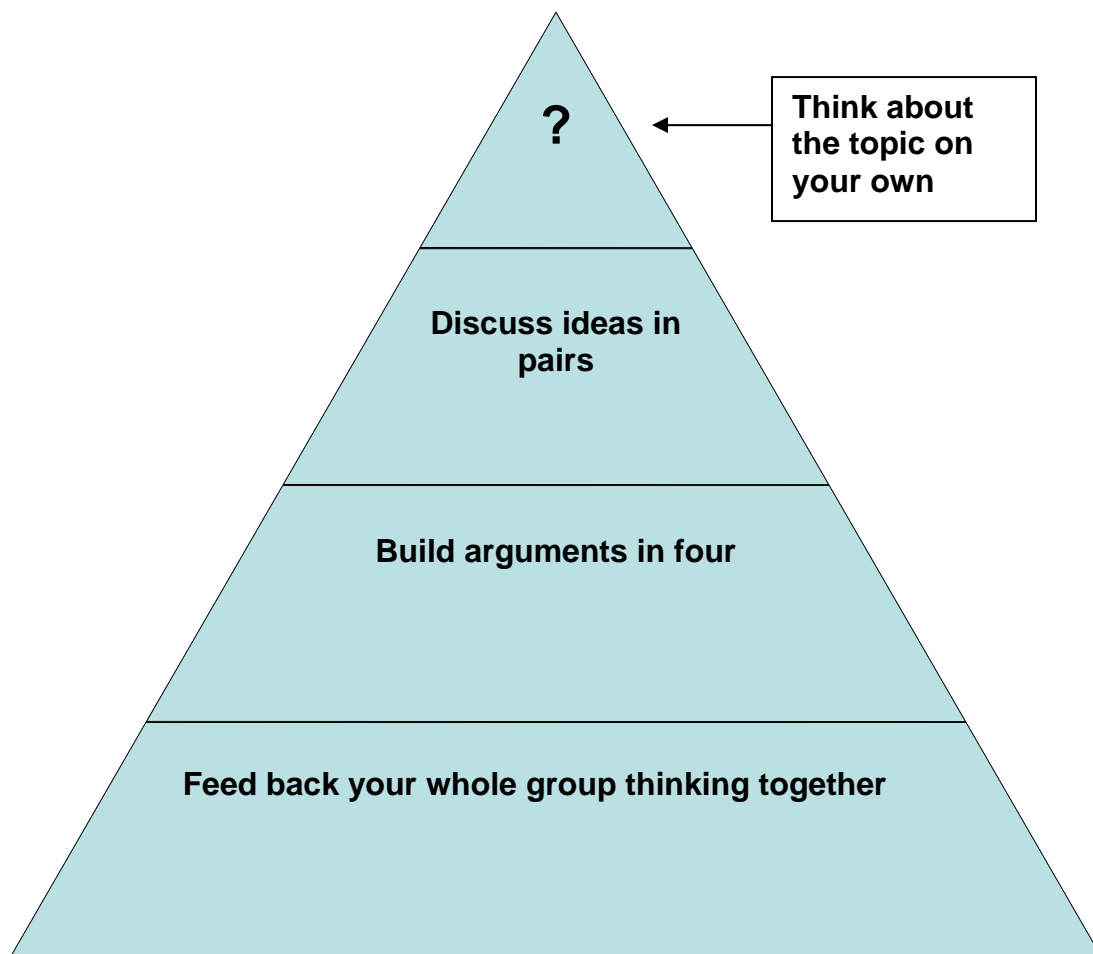 ?
Think about
the topic on
your own
Discuss ideas in
pairs
Build arguments in four
Feed back your whole group thinking together